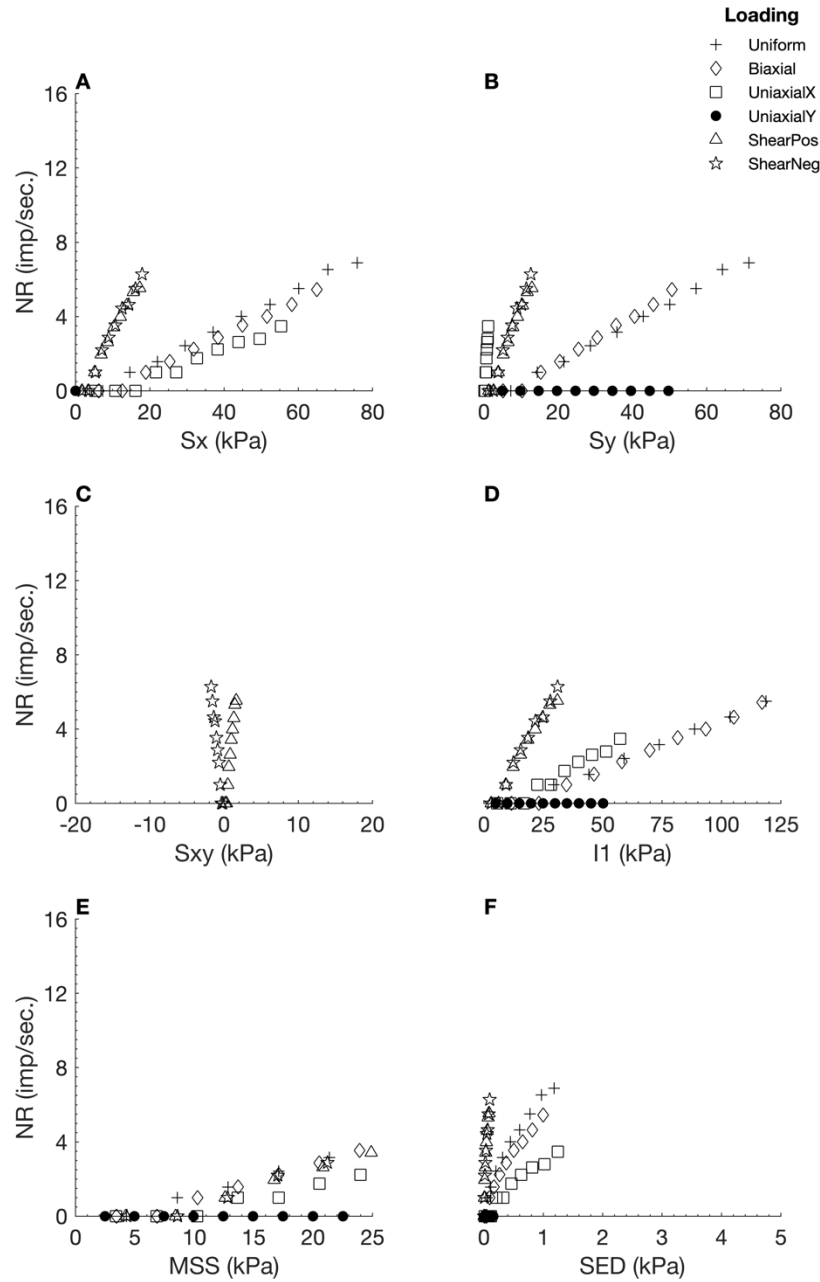 Loading
Uniform
Biaxial
UniaxialX
UniaxialY
ShearPos
ShearNeg
A
16
12
8
4
0
NR (imp/sec.)
0 20 40 60 80
Sx (kPa)
B
16
12
8
4
0
0 20 40 60 80
Sy (kPa)
C
16
12
8
4
0
NR (imp/sec.)
-20 -10 0 10 20
Sxy (kPa)
D
16
12
8
4
0
0 25 50 75 100 125
I1 (kPa)
E
16
12
8
4
0
NR (imp/sec.)
0 5 10 15 20 25
MSS (kPa)
F
16
12
8
4
0
0 1 2 3 4 5
SED (kPa)